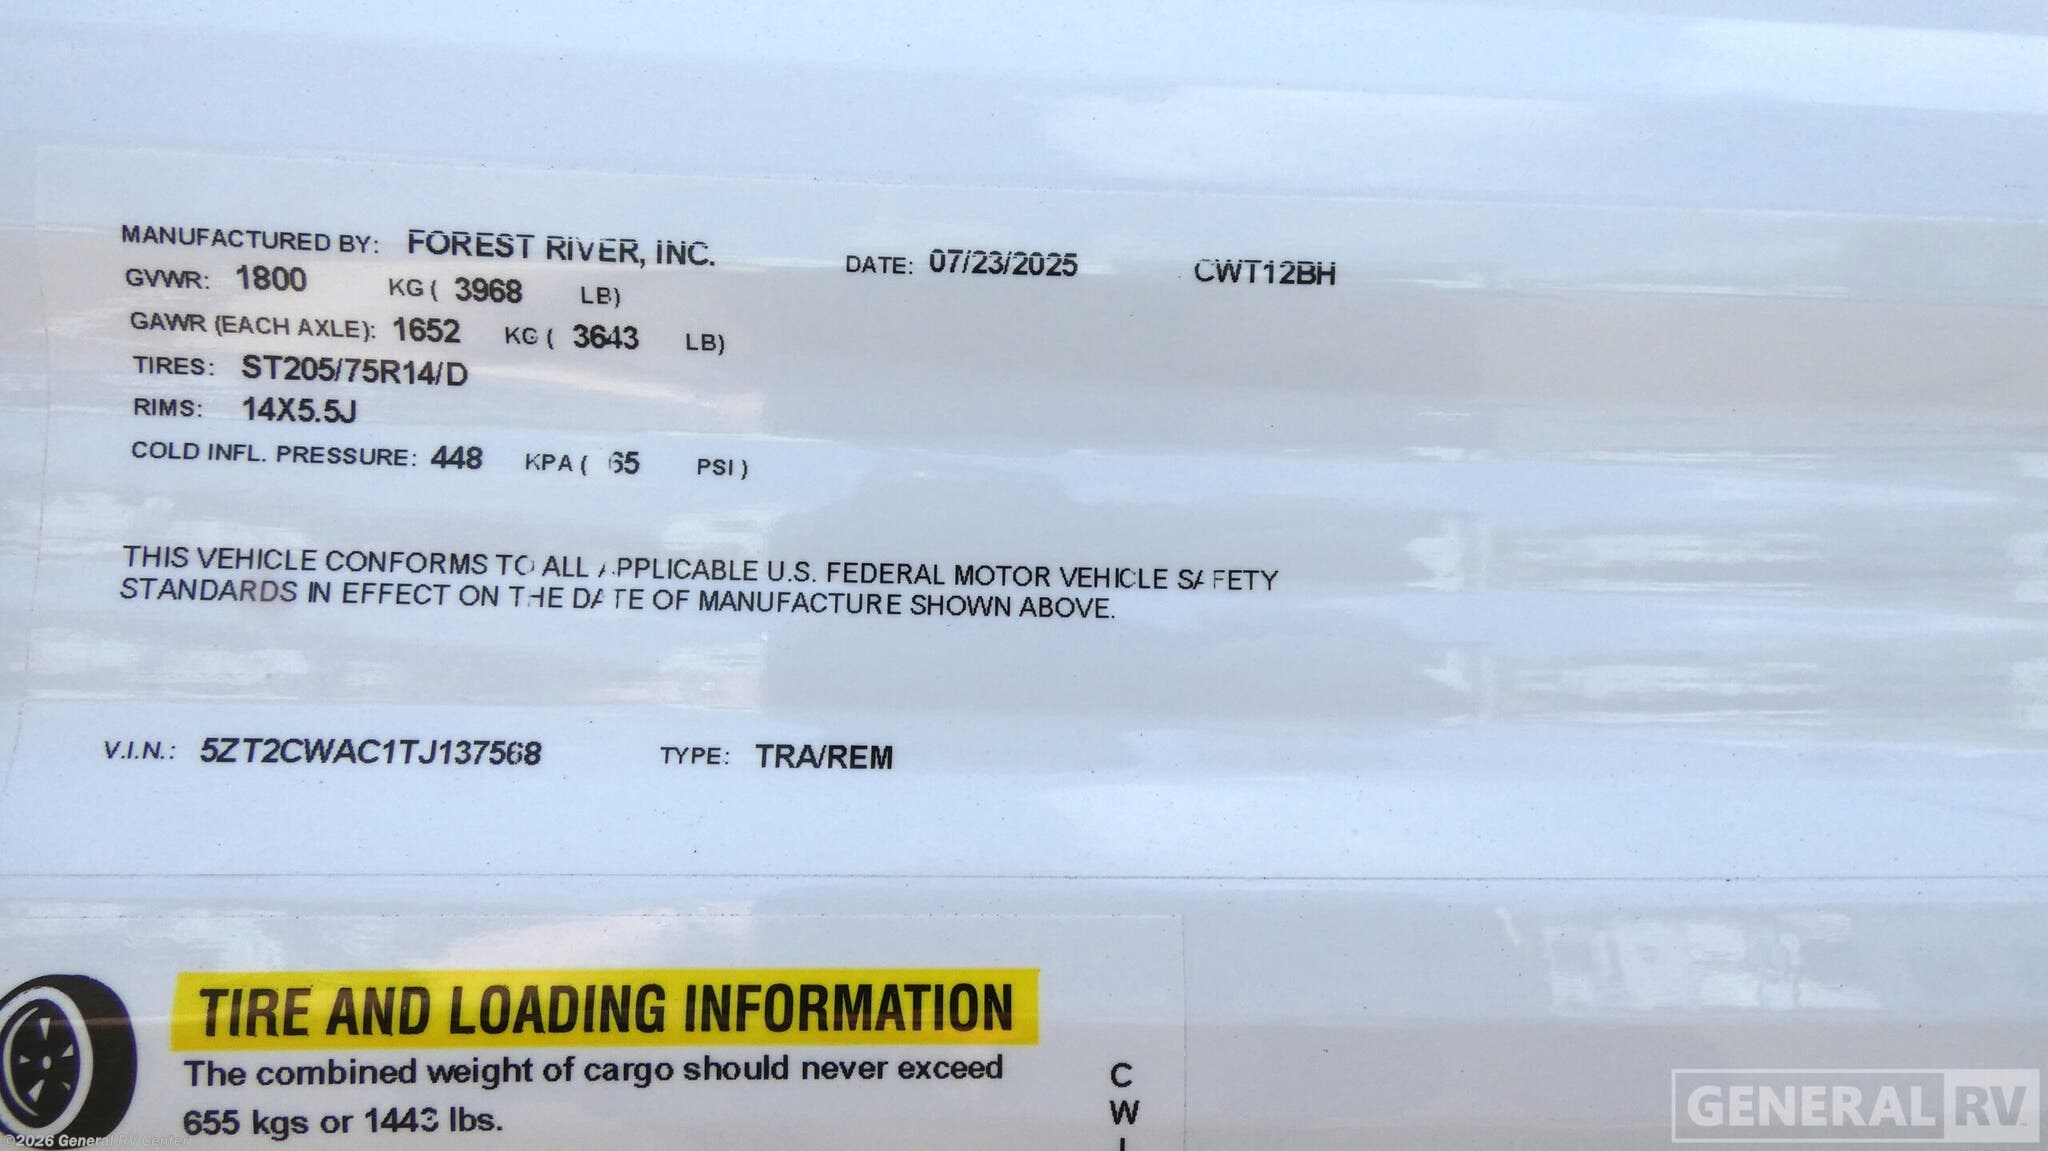 MANUFACTURED BY: FOREST RIVER, INC. DATE: 07/23/2025 CWT12BH
GVWR: 1800 KG ( 3968 LB)
GAWR (EACH AXLE): 1652 KG ( 3643 LB)
TIRES: ST205/75R14/D
RIMS: 14X5.5J
COLD INFL. PRESSURE: 448 KPA ( 65 PSI )
THIS VEHICLE CONFORMS TO ALL APPLICABLE U.S. FEDERAL MOTOR VEHICLE SAFETY
STANDARDS IN EFFECT ON THE DATE OF MANUFACTURE SHOWN ABOVE.
V.I.N.: 5ZT2CWAC1TJ137568 TYPE: TRA/REM
TIRE AND LOADING INFORMATION
The combined weight of cargo should never exceed
655 kgs or 1443 lbs.
C
W
GENERAL RV
©2026 General RV Center